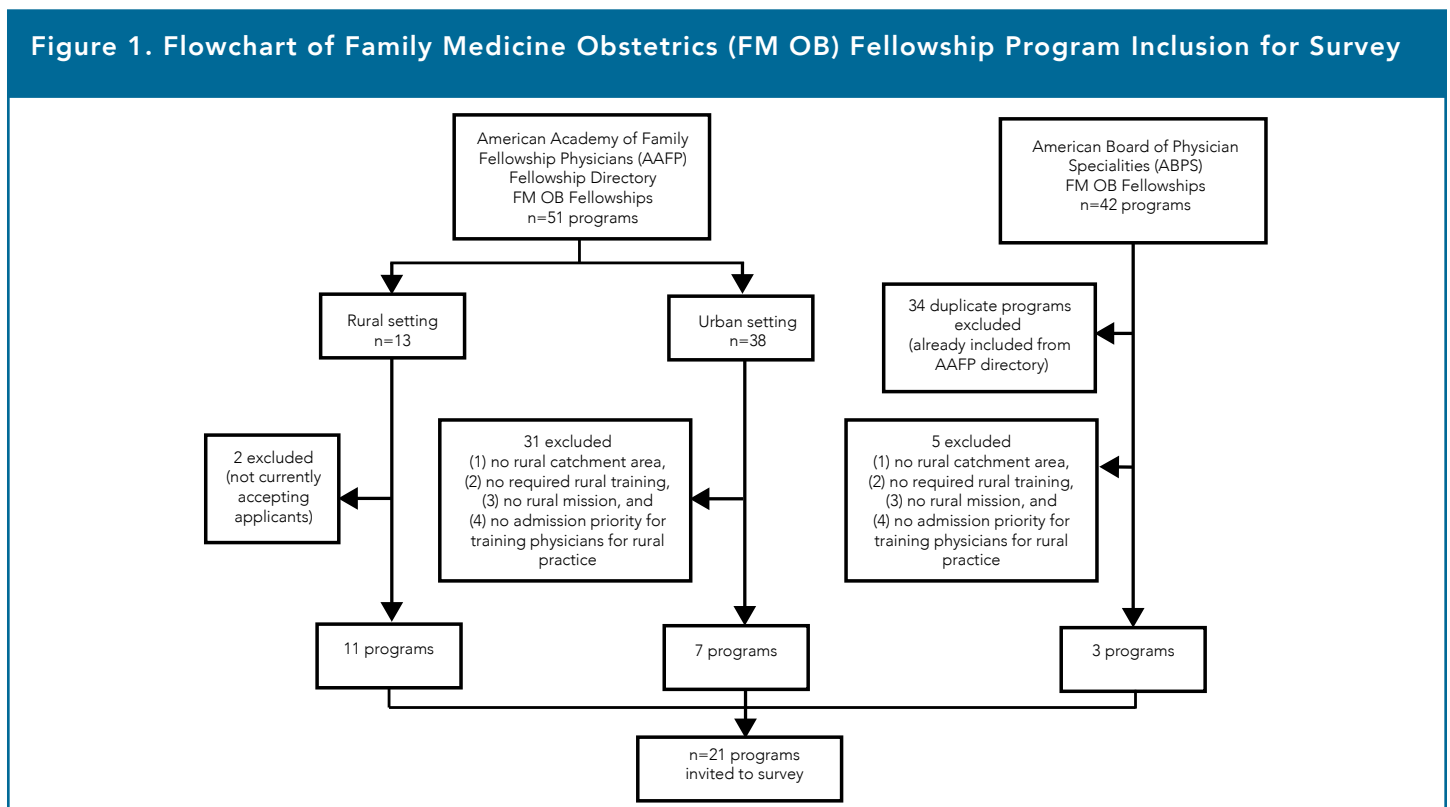 Figure 1. Flowchart of Family Medicine Obstetrics (FM OB) Fellowship Program Inclusion for Survey
American Academy of Family
Fellowship Physicians (AAFP)
Fellowship Directory
FM OB Fellowships
n=51 programs
American Board of Physician
Specialities (ABPS)
FM OB Fellowships
n=42 programs
Rural setting
n=13
Urban setting
n=38
34 duplicate programs
excluded
(already included from
AAFP directory)
2 excluded
(not currently
accepting
applicants)
31 excluded
(1) no rural catchment area,
(2) no required rural training,
(3) no rural mission, and
(4) no admission priority for
training physicians for rural
practice
5 excluded
(1) no rural catchment area,
(2) no required rural training,
(3) no rural mission, and
(4) no admission priority for
training physicians for rural
practice
11 programs
7 programs
3 programs
n=21 programs
invited to survey